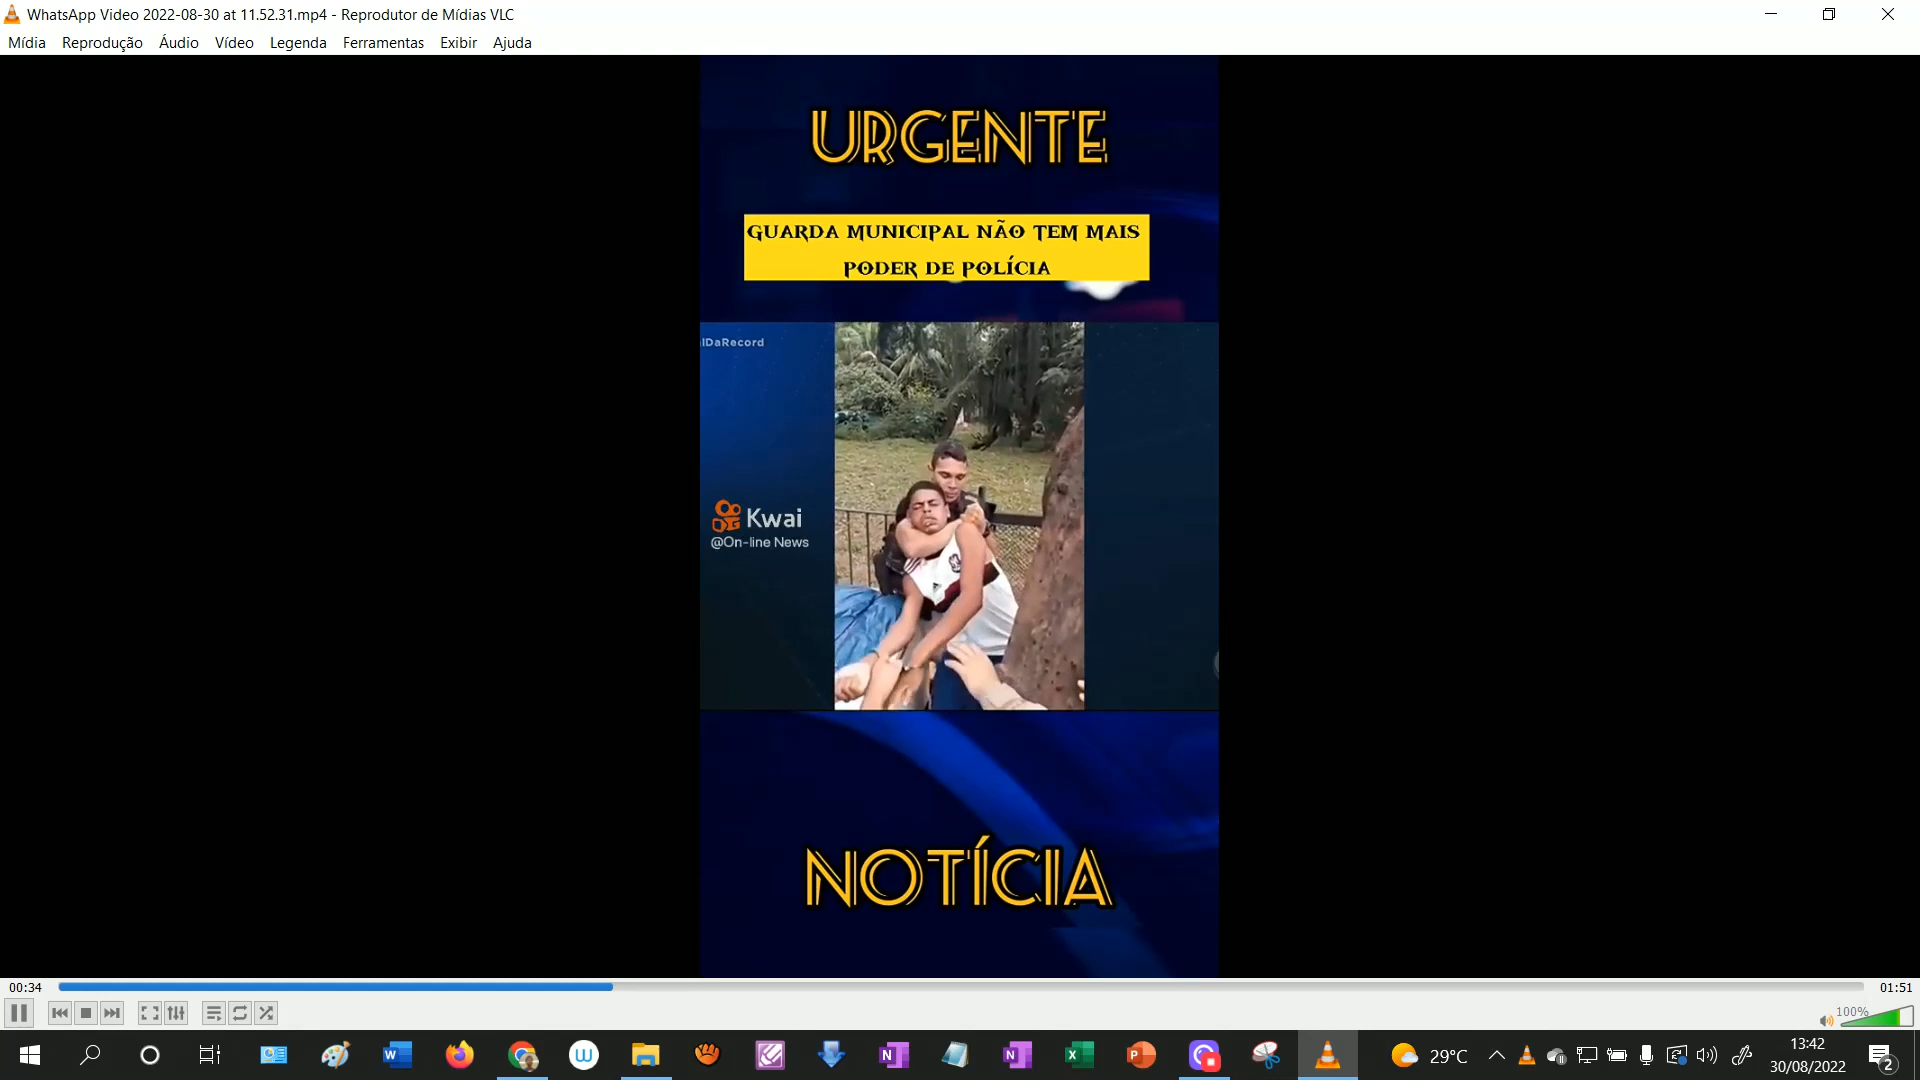 WhatsApp Video 2022-08-30 at 11.52.31.mp4 - Reprodutor de Mídias VLC
Mídia Reprodução Áudio Vídeo Legenda Ferramentas Exibir Ajuda
URGENTE
GUARDA MUNICIPAL NÃO TEM MAIS
PODER DE POLÍCIA
lDaRecord
Kwai
@On-line News
NOTÍCIA
00:34
01:51
100%
29°C
13:42
30/08/2022
2